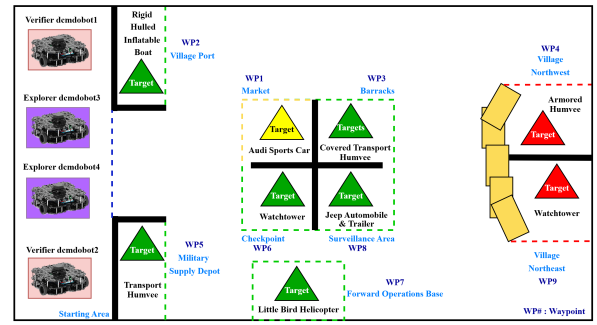 Verifier dcmdobot1
Explorer dcmdobot3
Explorer dcmdobot4
Verifier dcmdobot2
Starting Area
Rigid
Hulled
Inflatable
Boat
Target
WP2
Village Port
Target
Transport
Humvee
WP5
Military
Supply Depot
WP1
Market
Target
Audi Sports Car
WP3
Barracks
Targets
Covered Transport
Humvee
Target
Watchtower
Checkpoint
WP6
Target
Jeep Automobile
& Trailer
Surveillance Area
WP8
Target
Little Bird Helicopter
WP7
Forward Operations Base
WP4
Village
Northwest
Armored
Humvee
Target
Target
Watchtower
Village
Northeast
WP9
WP# : Waypoint